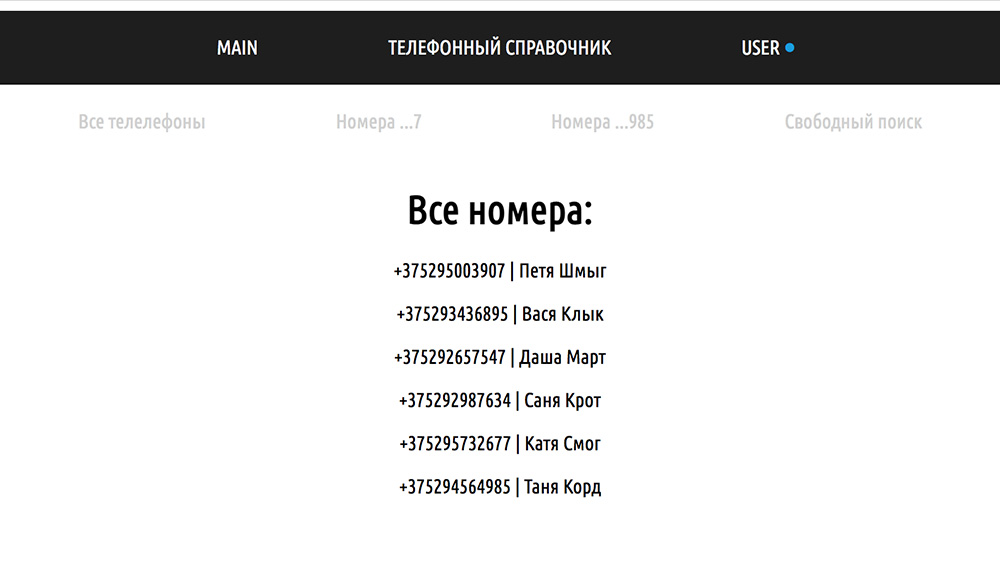 MAIN ТЕЛЕФОННЫЙ СПРАВОЧНИК USER
Все телелефоны Номера ...7 Номера ...985 Свободный поиск
Все номера:
+375295003907 | Петя Шмыг
+375293436895 | Вася Клык
+375292657547 | Даша Март
+375292987634 | Саня Крот
+375295732677 | Катя Смог
+375294564985 | Таня Корд